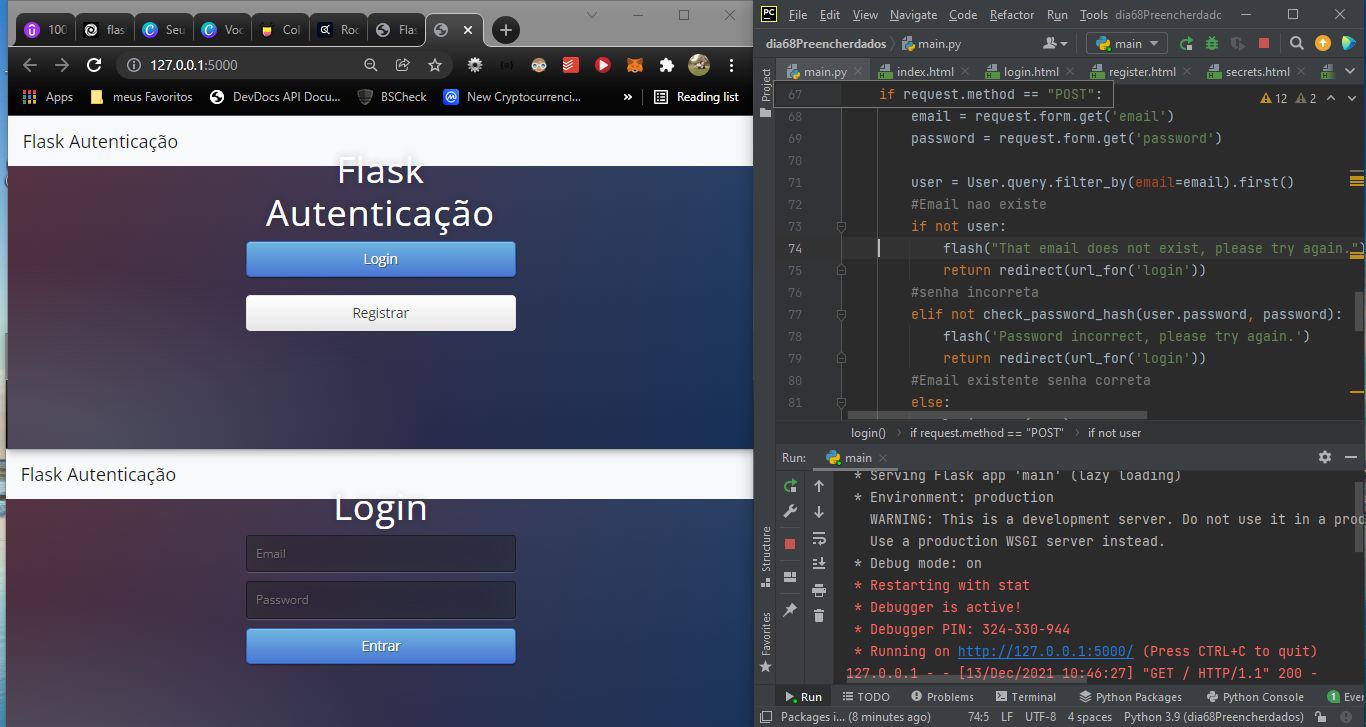 100
flas
Seu
Voc
Col
Roc
Flas
127.0.0.1:5000
Apps
meus Favoritos
DevDocs API Docu...
BSCheck
New Cryptocurrenci...
»
Reading list
Flask Autenticação
Flask
Autenticação
Login
Registrar
Flask Autenticação
Login
Email
Password
Entrar
PC
File Edit View Navigate Code Refactor Run Tools dia68Preencherdadc
dia68Preencherdados main.py
main
main.py index.html login.html register.html secrets.html
Project
12 2
67 if request.method == "POST":
68 email = request.form.get('email')
69 password = request.form.get('password')
70
71 user = User.query.filter_by(email=email).first()
72 #Email nao existe
73 if not user:
74 flash("That email does not exist, please try again.")
75 return redirect(url_for('login'))
76 #senha incorreta
77 elif not check_password_hash(user.password, password):
78 flash('Password incorrect, please try again.')
79 return redirect(url_for('login'))
80 #Email existente senha correta
81 else:
login() if request.method == "POST" if not user
Run: main
* Serving Flask app 'main' (lazy loading)
* Environment: production
WARNING: This is a development server. Do not use it in a prod
Use a production WSGI server instead.
* Debug mode: on
* Restarting with stat
* Debugger is active!
* Debugger PIN: 324-330-944
* Running on http://127.0.0.1:5000/ (Press CTRL+C to quit)
127.0.0.1 - - [13/Dec/2021 10:46:27] "GET / HTTP/1.1" 200 -
Structure
Favorites
Run TODO Problems Terminal Python Packages Python Console 1 Ever
Packages i... (8 minutes ago) 74:5 LF UTF-8 4 spaces Python 3.9 (dia68Preencherdados)